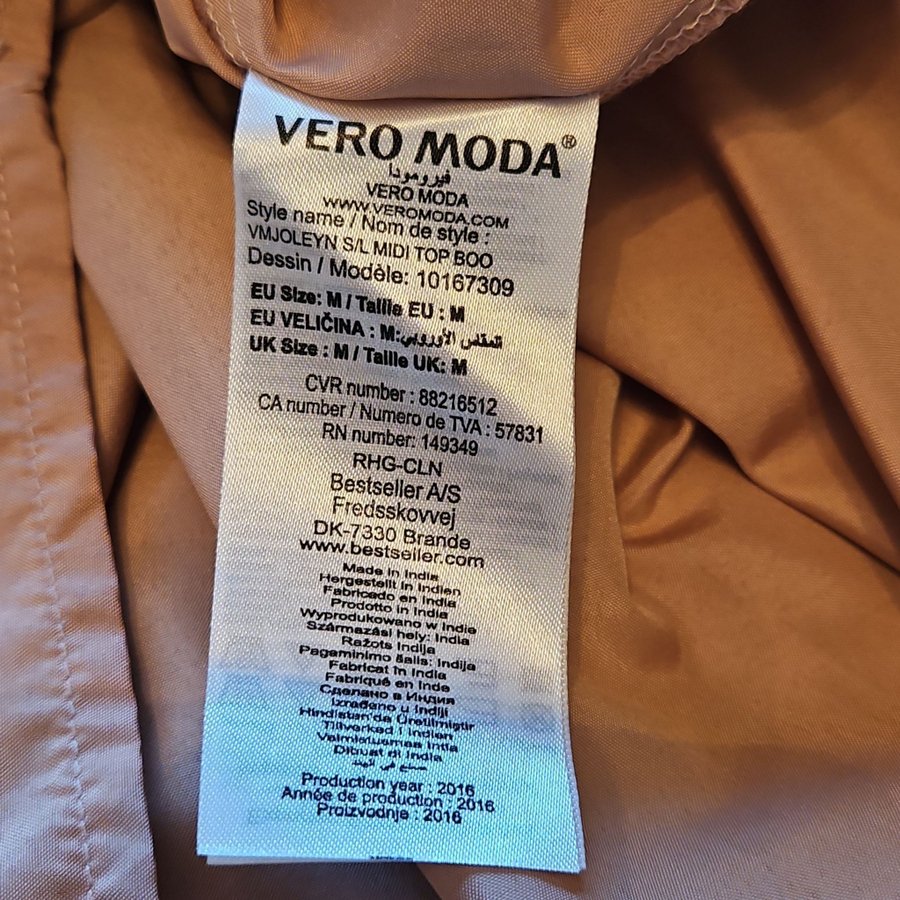 VERO MODA®
فيرومودا
VERO MODA
WWW.VEROMODA.COM
Style name / Nom de style :
VMJOLEYN S/L MIDI TOP BOO
Dessin / Modèle: 10167309
EU Size: M / Taille EU : M
EU VELIČINA : M:المقاس الأوروبي
UK Size : M / Taille UK: M
CVR number : 88216512
CA number / Numero de TVA : 57831
RN number: 149349
RHG-CLN
Bestseller A/S
Fredsskovvej
DK-7330 Brande
www.bestseller.com
Made in India
Hergestellt in Indien
Fabricado en India
Prodotto in India
Wyprodukowano w Indie
Származási hely: India
Ražots Indija
Pagaminimo šalis: Indija
Fabricat în India
Fabriqué en Inde
Сделано в Индия
Izrađeno u Indiji
Hindistan'da Üretilmiştir
Tillverkad i Indien
Valmistusmaa Intia
Dibuat di India
صنع في الهند
Production year : 2016
Année de production : 2016
Proizvodnje : 2016